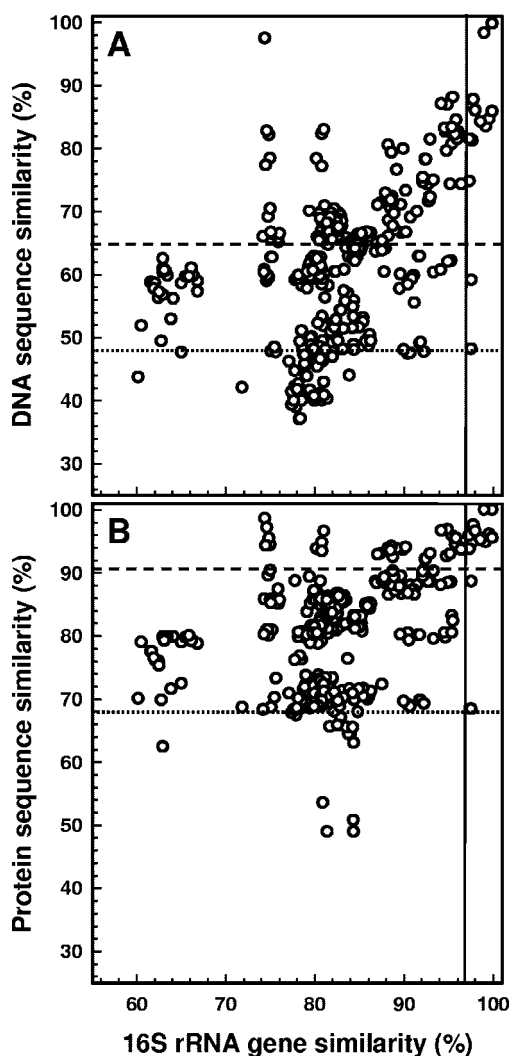 A
DNA sequence similarity (%)
100
90
80
70
60
50
40
30
B
Protein sequence similarity (%)
100
90
80
70
60
50
40
30
60 70 80 90 100
16S rRNA gene similarity (%)